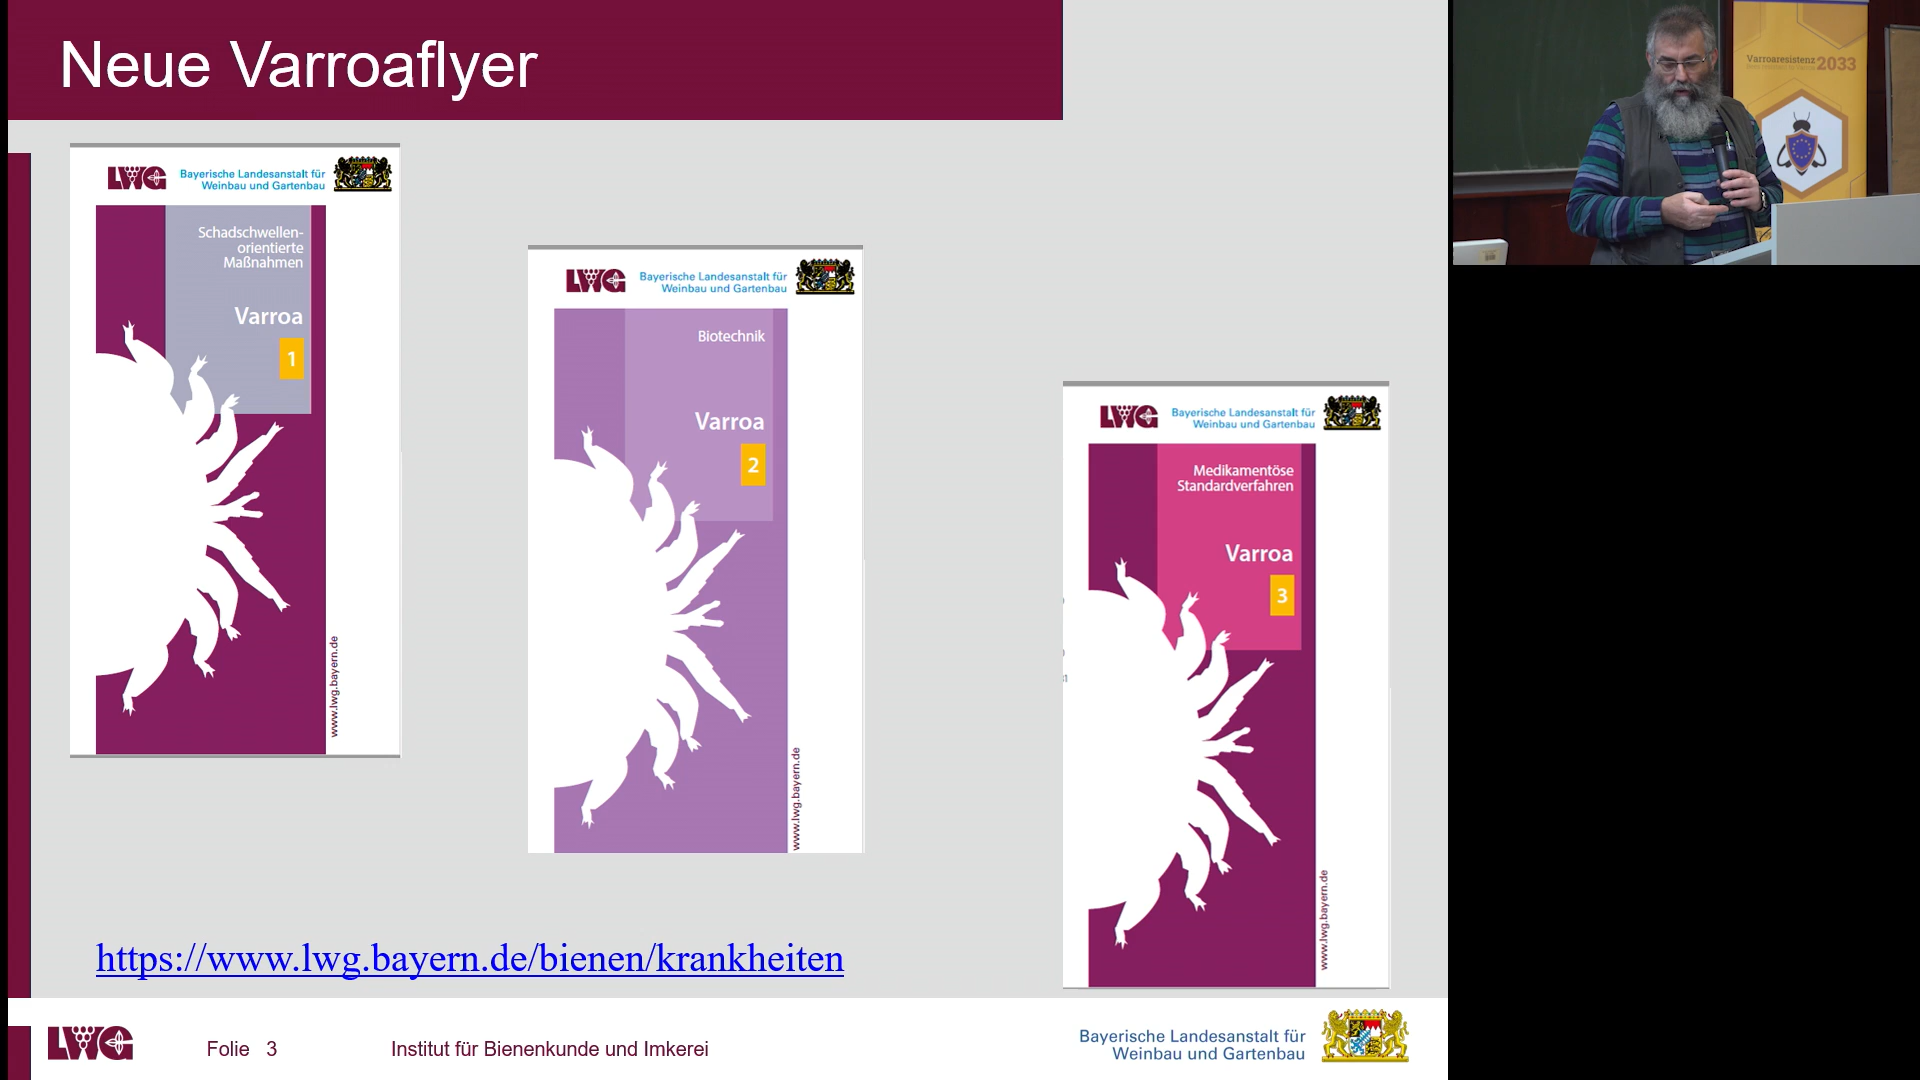 Neue Varroaflyer
LWG
Bayerische Landesanstalt für
Weinbau und Gartenbau
Schadschwellen-
orientierte
Maßnahmen
Varroa
1
www.lwg.bayern.de
LWG
Bayerische Landesanstalt für
Weinbau und Gartenbau
Biotechnik
Varroa
2
www.lwg.bayern.de
LWG
Bayerische Landesanstalt für
Weinbau und Gartenbau
Medikamentöse
Standardverfahren
Varroa
3
www.lwg.bayern.de
https://www.lwg.bayern.de/bienen/krankheiten
LWG
Folie 3
Institut für Bienenkunde und Imkerei
Bayerische Landesanstalt für
Weinbau und Gartenbau
Varroaresistenz 2033